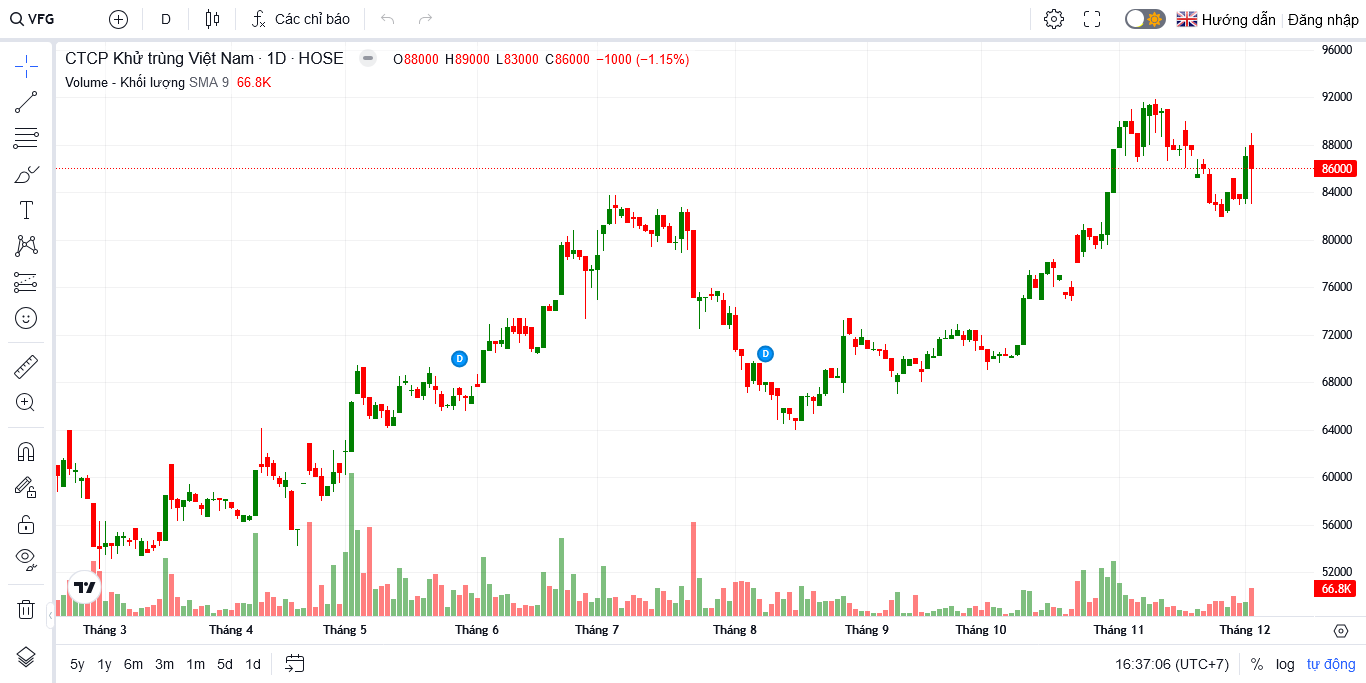 VFG D Các chỉ báo Hướng dẫn Đăng nhập
CTCP Khử trùng Việt Nam · 1D · HOSE O88000 H89000 L83000 C86000 −1000 (−1.15%)
Volume - Khối lượng SMA 9 66.8K
96000
92000
88000
86000
84000
80000
76000
72000
68000
64000
60000
56000
52000
66.8K
D
D
Tháng 3 Tháng 4 Tháng 5 Tháng 6 Tháng 7 Tháng 8 Tháng 9 Tháng 10 Tháng 11 Tháng 12
5y 1y 6m 3m 1m 5d 1d 16:37:06 (UTC+7) % log tự động